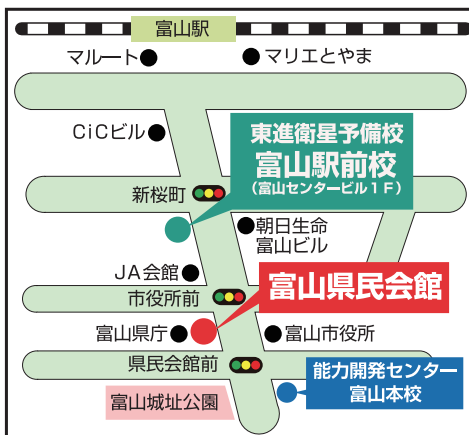 富山駅
マルート
マリエとやま
CiCビル
東進衛星予備校
富山駅前校
(富山センタービル1F)
新桜町
朝日生命
富山ビル
JA会館
富山県民会館
市役所前
富山県庁
富山市役所
県民会館前
能力開発センター
富山本校
富山城址公園